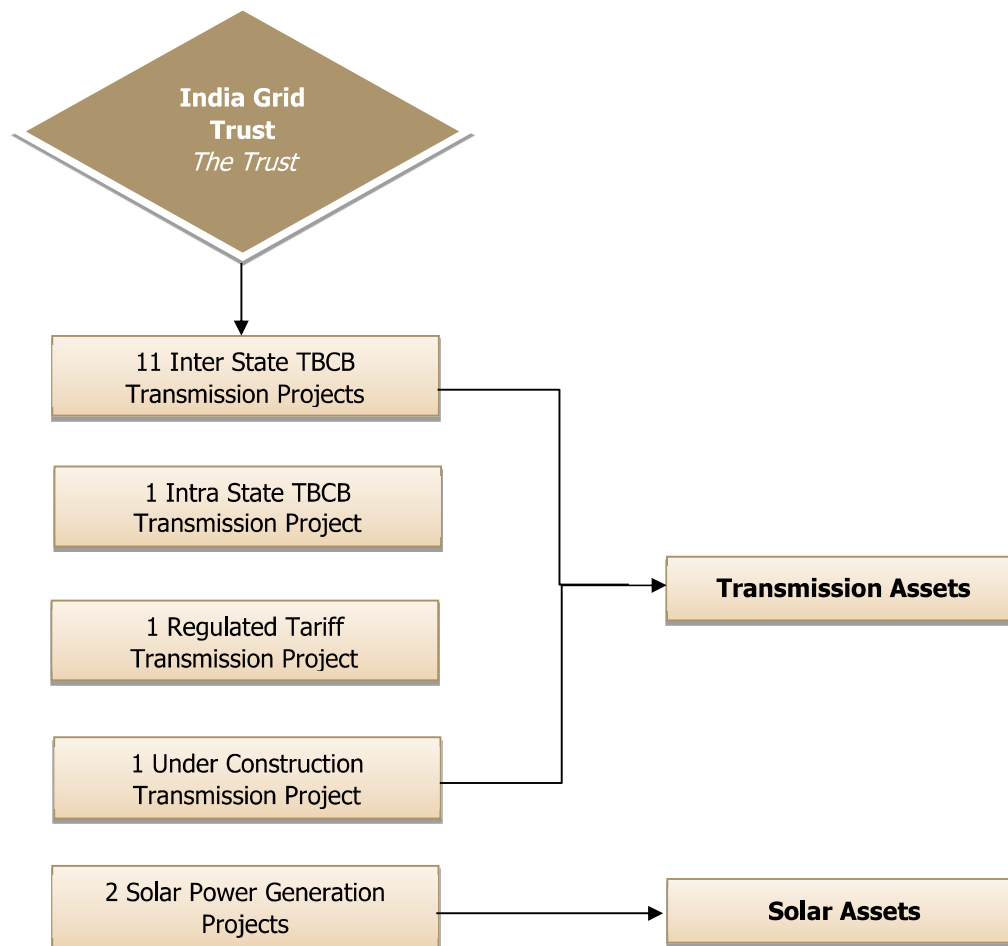 India Grid
Trust
The Trust
11 Inter State TBCB
Transmission Projects
1 Intra State TBCB
Transmission Project
1 Regulated Tariff
Transmission Project
Transmission Assets
1 Under Construction
Transmission Project
2 Solar Power Generation
Projects
Solar Assets